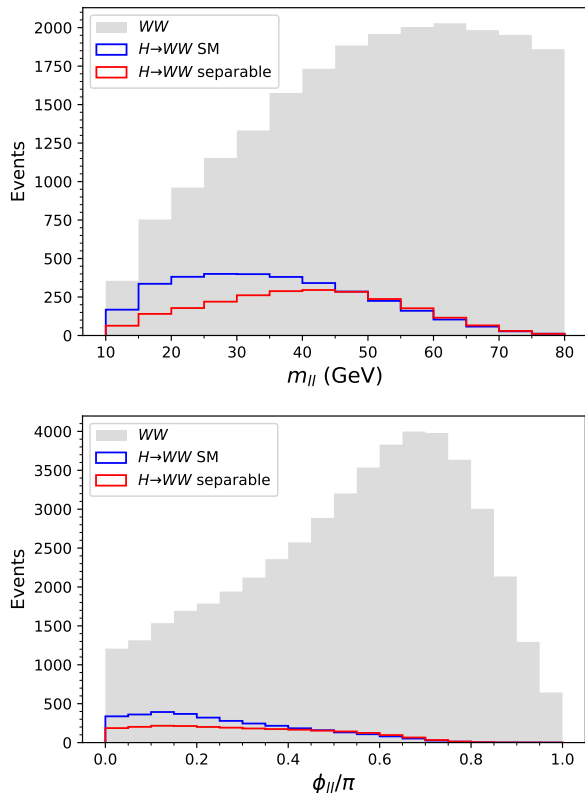 2000
1750
1500
1250
1000
750
500
250
0
Events
WW
H→WW SM
H→WW separable
10 20 30 40 50 60 70 80
m_ll (GeV)
4000
3500
3000
2500
2000
1500
1000
500
0
Events
WW
H→WW SM
H→WW separable
0.0 0.2 0.4 0.6 0.8 1.0
ϕ_ll/π